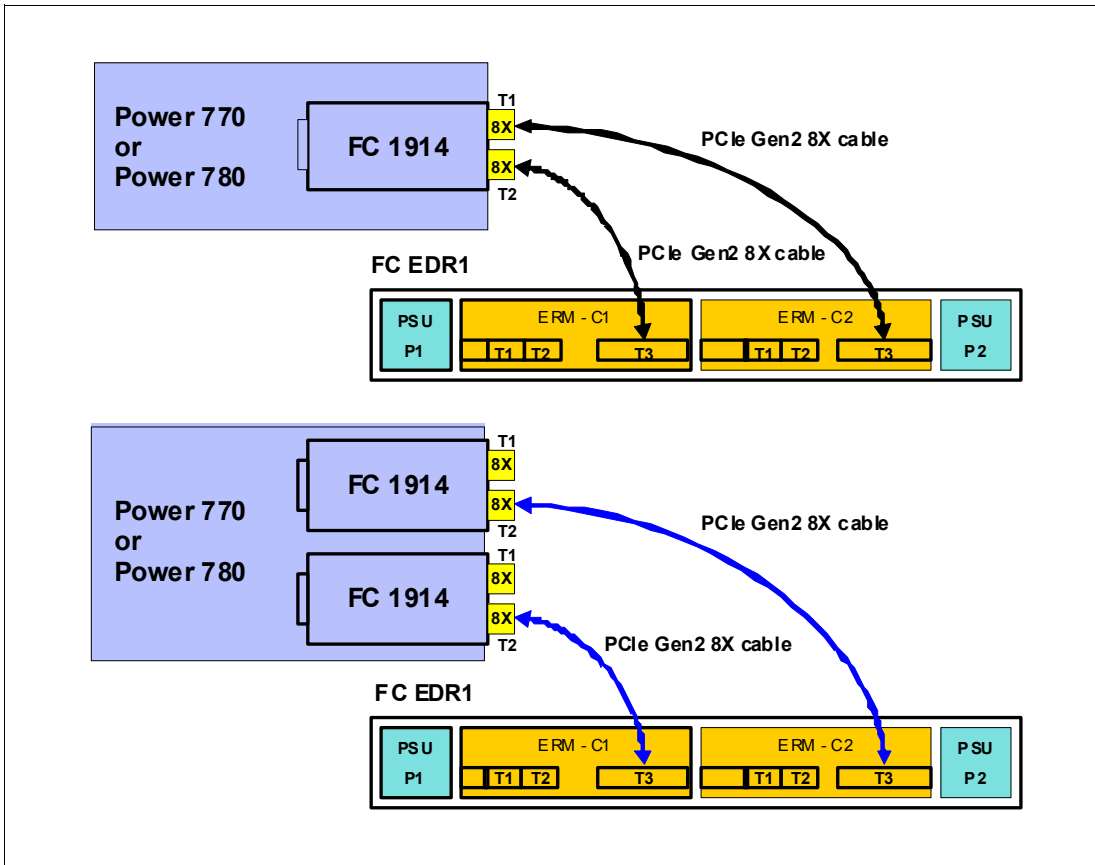 Power 770
or
Power 780
FC 1914
T1
8X
8X
T2
PCIe Gen2 8X cable
PCIe Gen2 8X cable
FC EDR1
PSU
P1
ERM - C1
T1 T2 T3
ERM - C2
T1 T2 T3
PSU
P2
Power 770
or
Power 780
FC 1914
T1
8X
8X
T2
FC 1914
T1
8X
8X
T2
PCIe Gen2 8X cable
PCIe Gen2 8X cable
FC EDR1
PSU
P1
ERM - C1
T1 T2 T3
ERM - C2
T1 T2 T3
PSU
P2